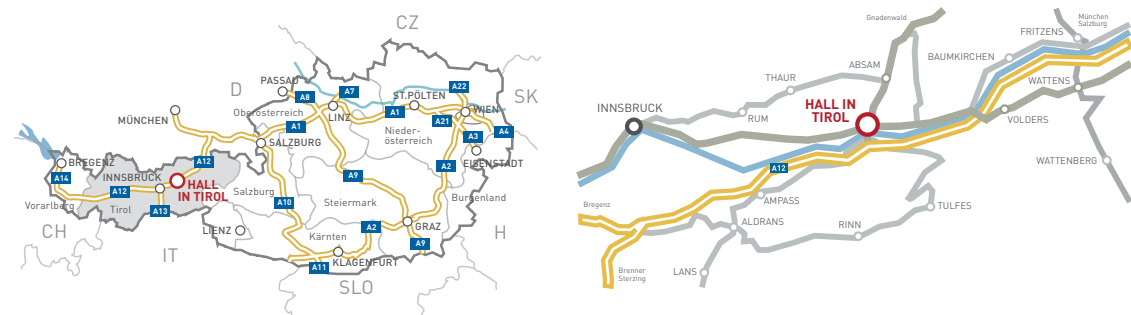 CZ
D
SK
PASSAU
A8
A7
A22
ST.PÖLTEN
Oberösterreich
A1
LINZ
A1
A21
WIEN
MÜNCHEN
A3
A4
Nieder-
österreich
SALZBURG
BREGENZ
A12
EISENSTADT
A14
INNSBRUCK
A2
A9
HALL
IN TIROL
A12
Salzburg
Burgenland
Vorarlberg
Tirol
A13
A10
Steiermark
CH
LIENZ
A2
GRAZ
H
Kärnten
A9
IT
KLAGENFURT
A11
SLO
Gnadenwald
München
Salzburg
FRITZENS
BAUMKIRCHEN
ABSAM
THAUR
WATTENS
INNSBRUCK
HALL IN
TIROL
RUM
VOLDERS
WATTENBERG
A12
AMPASS
Bregenz
TULFES
ALDRANS
RINN
LANS
Brenner
Sterzing